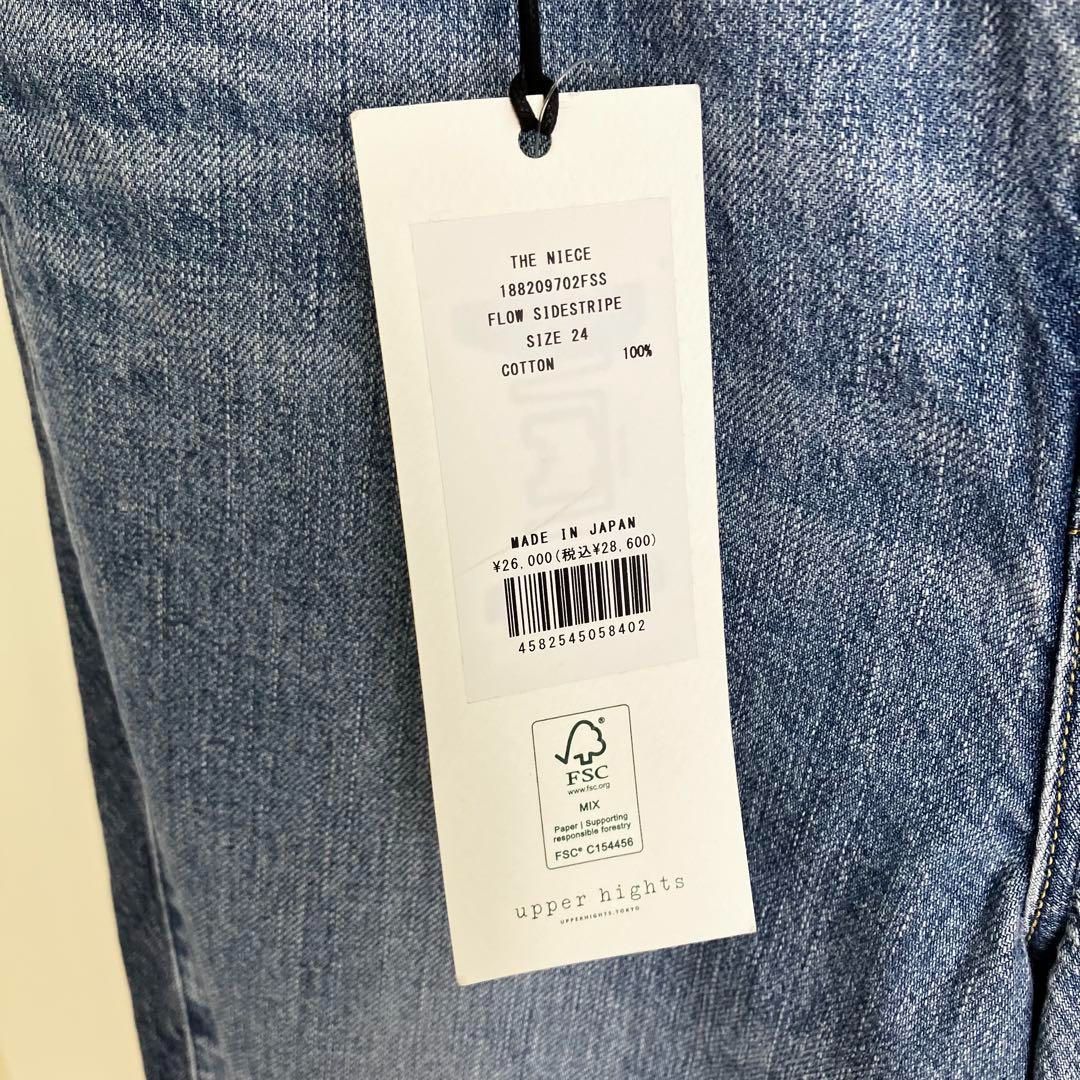 THE NIECE
188209702FSS
FLOW SIDESTRIPE
SIZE 24
COTTON 100%
MADE IN JAPAN
¥26,000(税込¥28,600)
4582545058402
FSC®
www.fsc.org
MIX
Paper | Supporting
responsible forestry
FSC® C154456
upper hights
UPPERHIGHTS.TOKYO